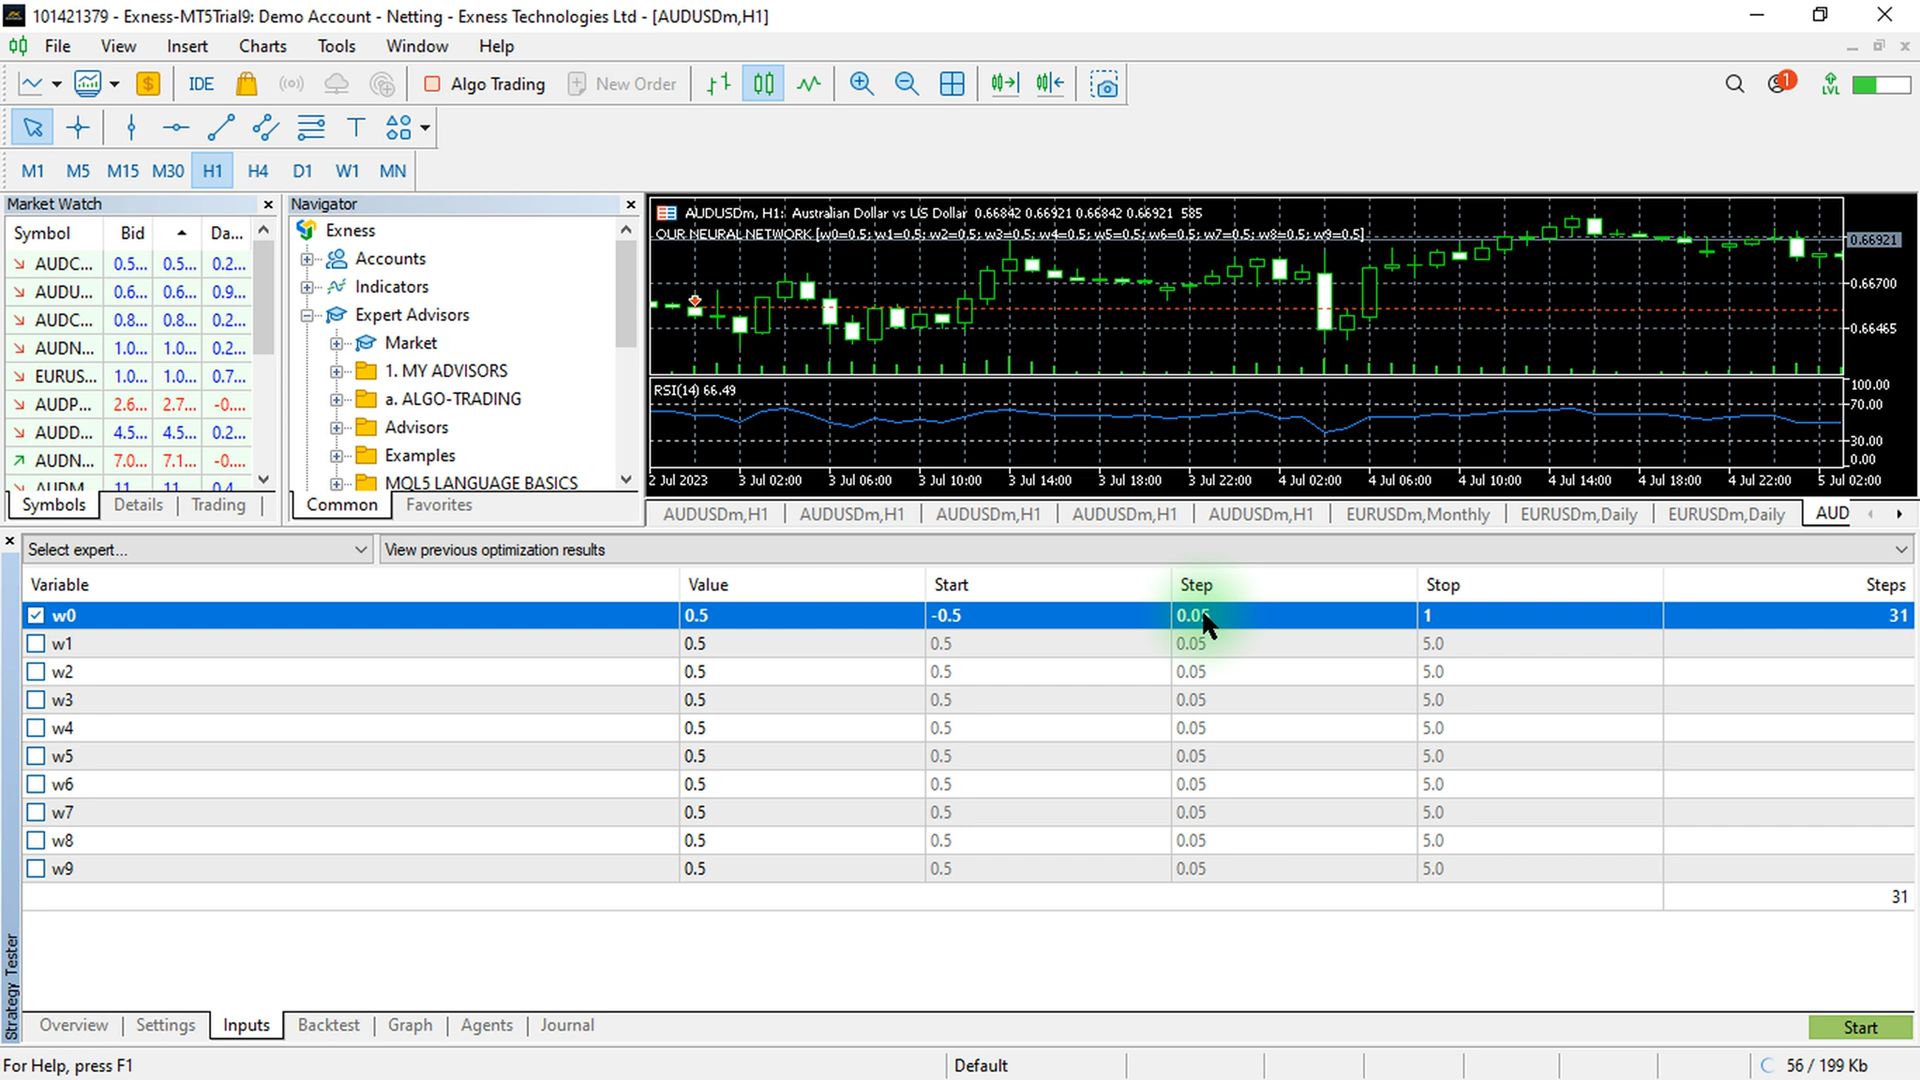 101421379 - Exness-MT5Trial9: Demo Account - Netting - Exness Technologies Ltd - [AUDUSDm,H1]
File View Insert Charts Tools Window Help
IDE Algo Trading New Order 1 LVL
T
M1 M5 M15 M30 H1 H4 D1 W1 MN
Market Watch
Symbol Bid Da...
AUDC... 0.5... 0.5... 0.2...
AUDU... 0.6... 0.6... 0.9...
AUDC... 0.8... 0.8... 0.2...
AUDN... 1.0... 1.0... 0.2...
EURUS... 1.0... 1.0... 0.7...
AUDP... 2.6... 2.7... -0....
AUDD... 4.5... 4.5... 0.2...
AUDN... 7.0... 7.1... -0....
AUDM 11 11 0.4
Symbols Details Trading
Navigator
Exness
Accounts
Indicators
Expert Advisors
Market
1. MY ADVISORS
a. ALGO-TRADING
Advisors
Examples
MQL5 LANGUAGE BASICS
Common Favorites
AUDUSDm, H1: Australian Dollar vs US Dollar 0.66842 0.66921 0.66842 0.66921 585
OUR NEURAL NETWORK [w0=0.5; w1=0.5; w2=0.5; w3=0.5; w4=0.5; w5=0.5; w6=0.5; w7=0.5; w8=0.5; w9=0.5]
0.66921
0.66700
0.66465
RSI(14) 66.49
100.00
70.00
30.00
0.00
2 Jul 2023 3 Jul 02:00 3 Jul 06:00 3 Jul 10:00 3 Jul 14:00 3 Jul 18:00 3 Jul 22:00 4 Jul 02:00 4 Jul 06:00 4 Jul 10:00 4 Jul 14:00 4 Jul 18:00 4 Jul 22:00 5 Jul 02:00
AUDUSDm,H1 AUDUSDm,H1 AUDUSDm,H1 AUDUSDm,H1 AUDUSDm,H1 EURUSDm,Monthly EURUSDm,Daily EURUSDm,Daily AUD
Select expert... View previous optimization results
Variable Value Start Step Stop Steps
w0 0.5 -0.5 0.05 1 31
w1 0.5 0.5 0.05 5.0
w2 0.5 0.5 0.05 5.0
w3 0.5 0.5 0.05 5.0
w4 0.5 0.5 0.05 5.0
w5 0.5 0.5 0.05 5.0
w6 0.5 0.5 0.05 5.0
w7 0.5 0.5 0.05 5.0
w8 0.5 0.5 0.05 5.0
w9 0.5 0.5 0.05 5.0
31
Strategy Tester
Overview Settings Inputs Backtest Graph Agents Journal Start
For Help, press F1 Default 56 / 199 Kb